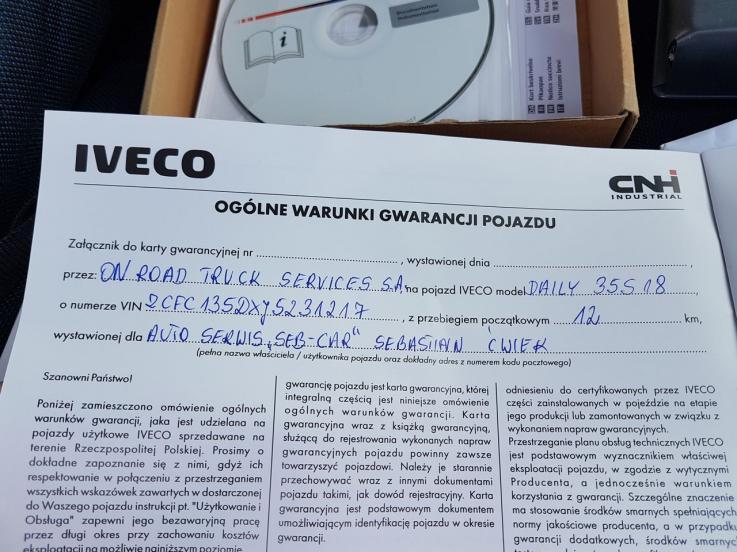 IVECO
CNH
INDUSTRIAL
OGÓLNE WARUNKI GWARANCJI POJAZDU
Załącznik do karty gwarancyjnej nr ............, wystawionej dnia ............,
przez: ON ROAD TRUCK SERVICES S.A, na pojazd IVECO model DAILY 35S18
o numerze VIN 2CFC135DXJ5231217, z przebiegiem początkowym 12 km,
wystawionej dla AUTO SERWIS „SEB-CAR" SEBASTIAN ĆWIEK
(pełna nazwa właściciela / użytkownika pojazdu oraz dokładny adres z numerem kodu pocztowego)
Szanowni Państwo!
Poniżej zamieszczono omówienie ogólnych
warunków gwarancji, jaka jest udzielana na
pojazdy użytkowe IVECO sprzedawane na
terenie Rzeczpospolitej Polskiej. Prosimy o
dokładne zapoznanie się z nimi, gdyż ich
respektowanie w połączeniu z przestrzeganiem
wszystkich wskazówek zawartych w dostarczonej
do Waszego pojazdu instrukcji pt. "Użytkowanie i
Obsługa" zapewni jego bezawaryjną pracę
przez długi okres przy zachowaniu kosztów
eksploatacji na możliwie najniższym poziomie.
gwarancję pojazdu jest karta gwarancyjna, której
integralną częścią jest niniejsze omówienie
ogólnych warunków gwarancji. Karta
gwarancyjna wraz z książką gwarancyjną,
służącą do rejestrowania wykonanych napraw
gwarancyjnych pojazdu powinny zawsze
towarzyszyć pojazdowi. Należy je starannie
przechowywać wraz z innymi dokumentami
pojazdu takimi, jak dowód rejestracyjny. Karta
gwarancyjna jest podstawowym dokumentem
umożliwiającym identyfikację pojazdu w okresie
gwarancji.
odniesieniu do certyfikowanych przez IVECO
części zainstalowanych w pojeździe na etapie
jego produkcji lub zamontowanych w związku z
wykonaniem napraw gwarancyjnych.
Przestrzeganie planu obsług technicznych IVECO
jest podstawowym wyznacznikiem właściwej
eksploatacji pojazdu, w zgodzie z wytycznymi
Producenta, a jednocześnie warunkiem
korzystania z gwarancji. Szczególne znaczenie
ma stosowanie środków smarnych spełniających
normy jakościowe producenta, a w przypadku
gwarancji dodatkowych, środków smarnych